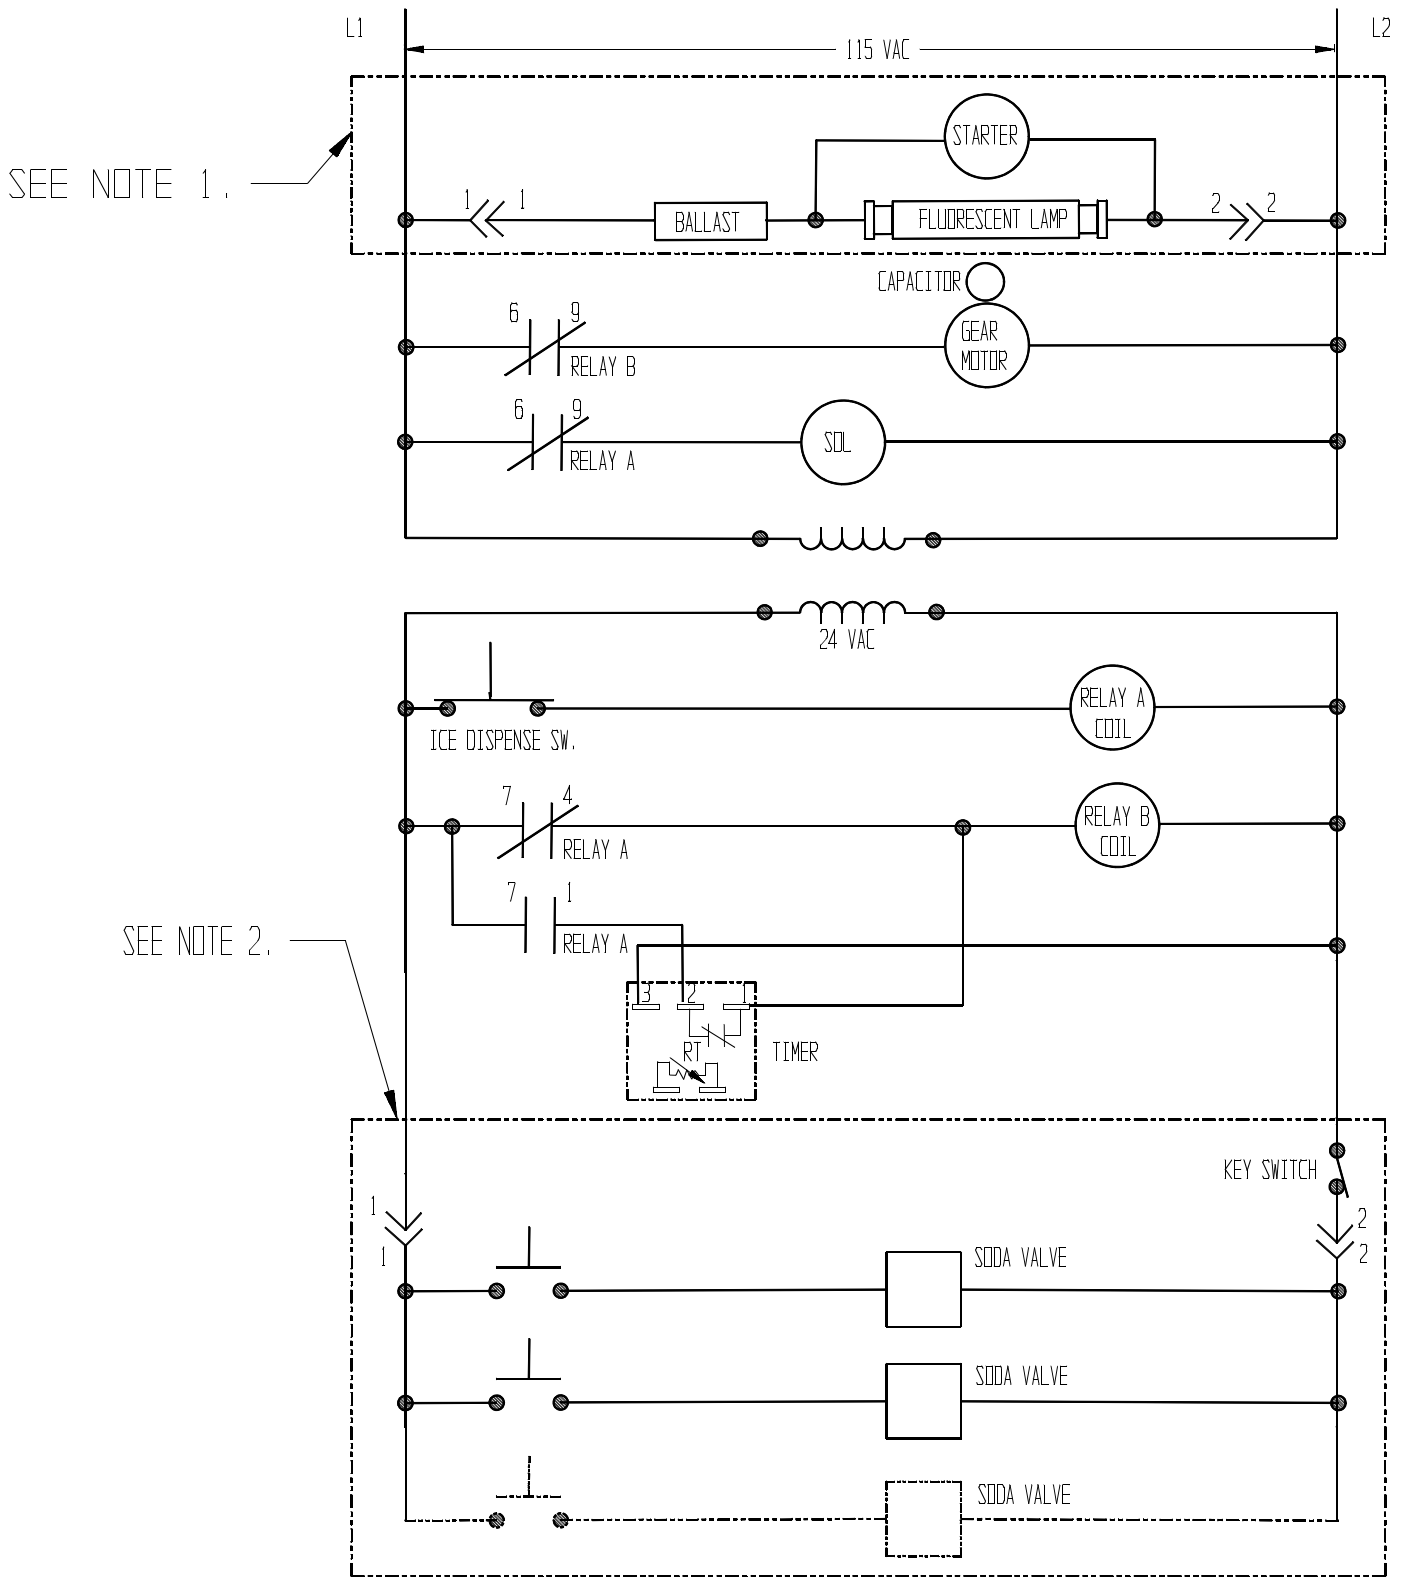 L1
L2
115 VAC
STARTER
SEE NOTE 1.
1 1
2 2
BALLAST
FLUORESCENT LAMP
CAPACITOR
GEAR
MOTOR
6 9
RELAY B
6 9
RELAY A
SOL
24 VAC
ICE DISPENSE SW.
RELAY A
COIL
7 4
RELAY A
RELAY B
COIL
7 1
RELAY A
SEE NOTE 2.
3 2 1
RT
TIMER
KEY SWITCH
1
1
2
2
SODA VALVE
SODA VALVE
SODA VALVE